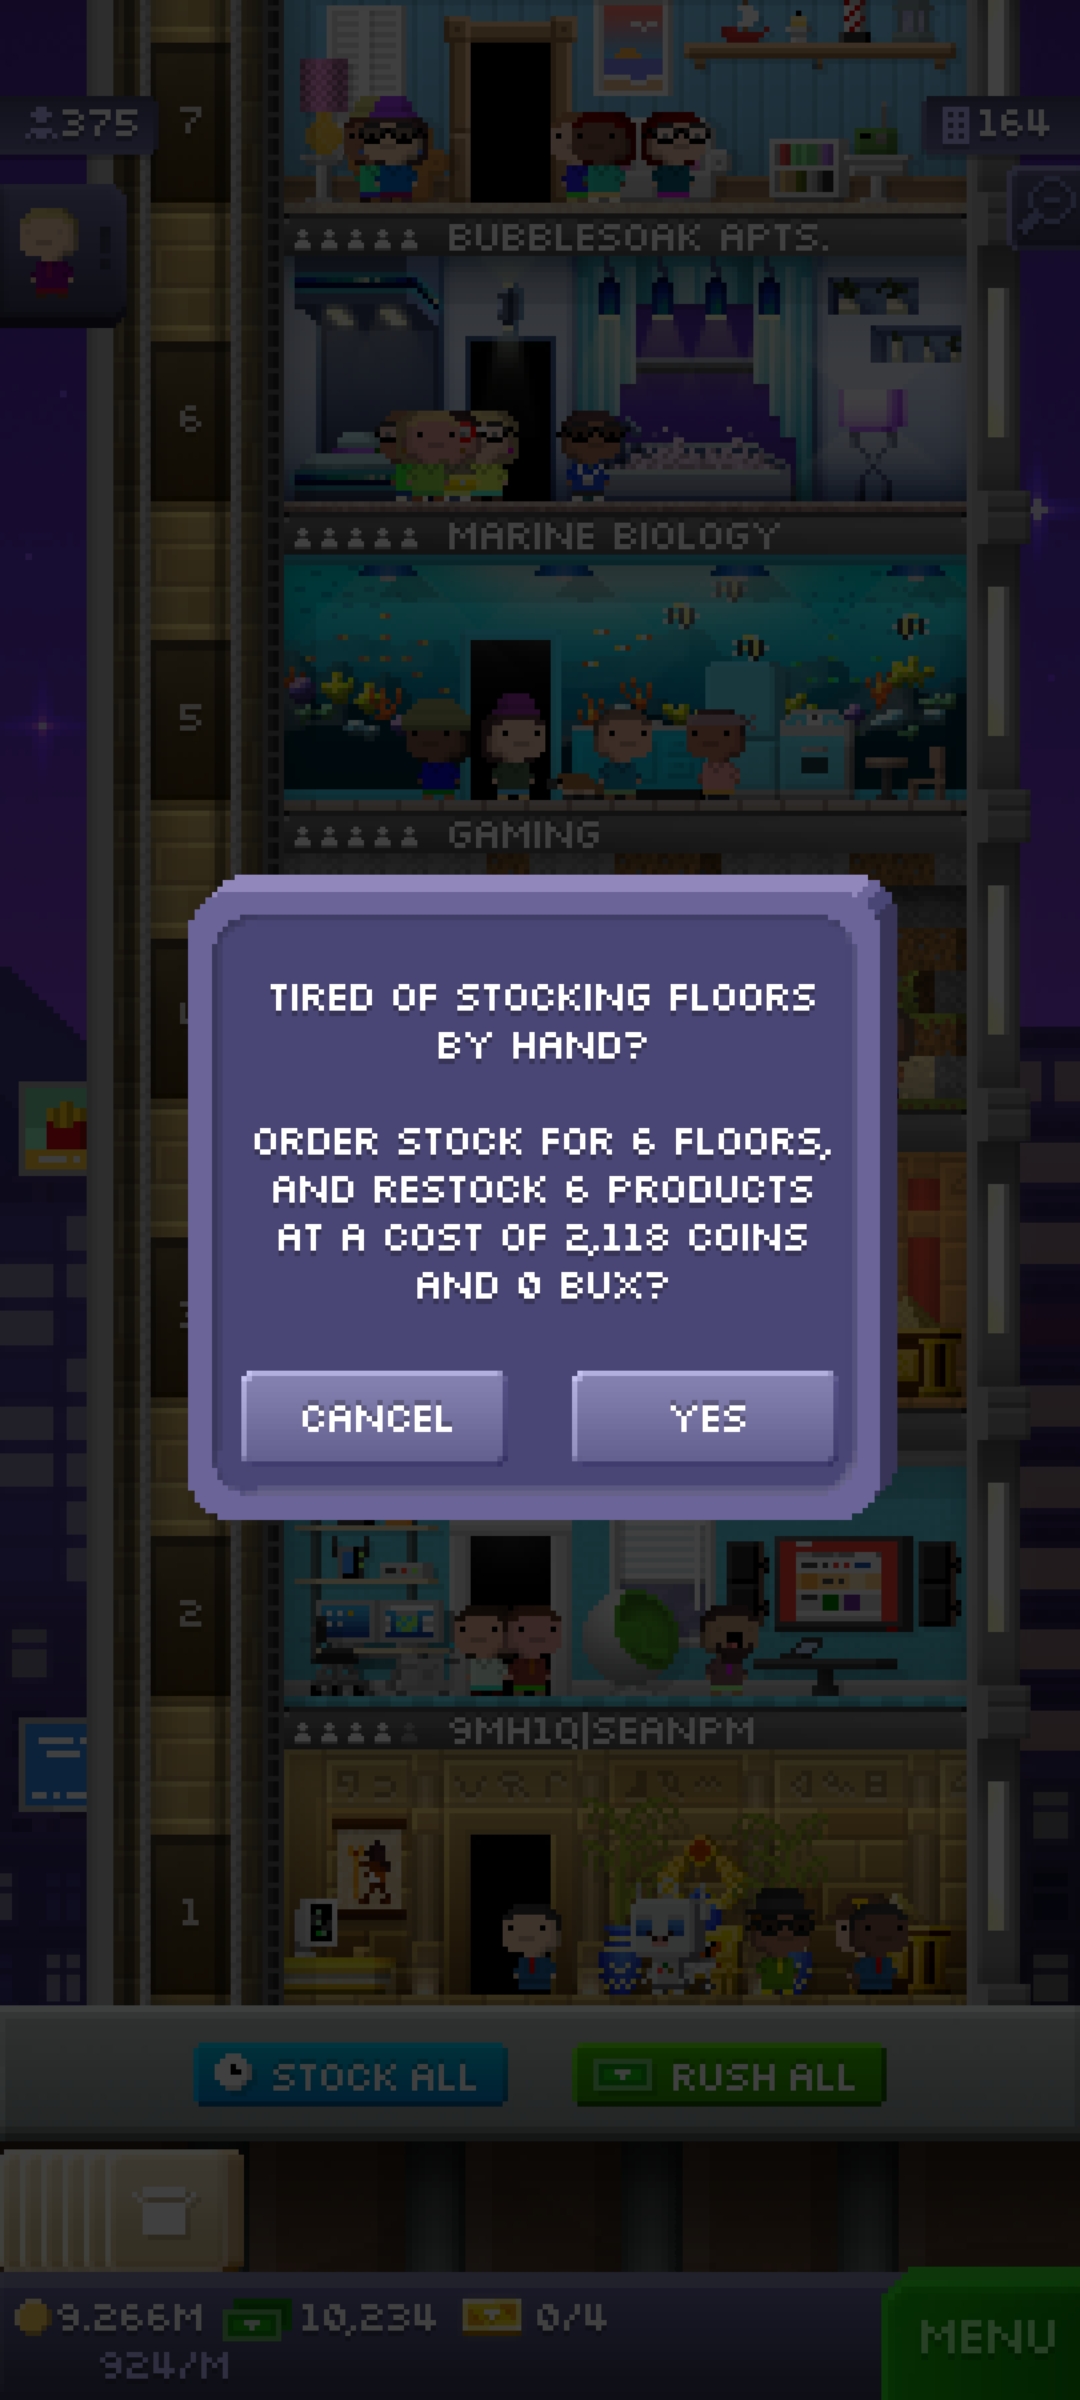 375
7
164
BUBBLESOAK APTS.
6
MARINE BIOLOGY
5
GAMING
TIRED OF STOCKING FLOORS
BY HAND?
ORDER STOCK FOR 6 FLOORS,
AND RESTOCK 6 PRODUCTS
AT A COST OF 2,118 COINS
AND 0 BUX?
CANCEL
YES
2
9MH1Q|SEANPM
1
STOCK ALL
RUSH ALL
9.266M
10,234
0/4
924/M
MENU